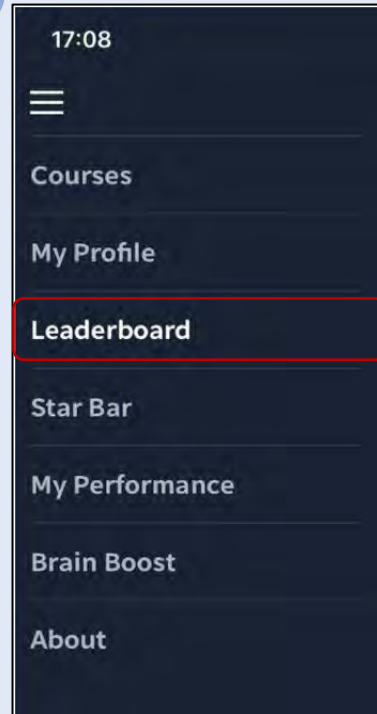 17:08
Courses
My Profile
Leaderboard
Star Bar
My Performance
Brain Boost
About